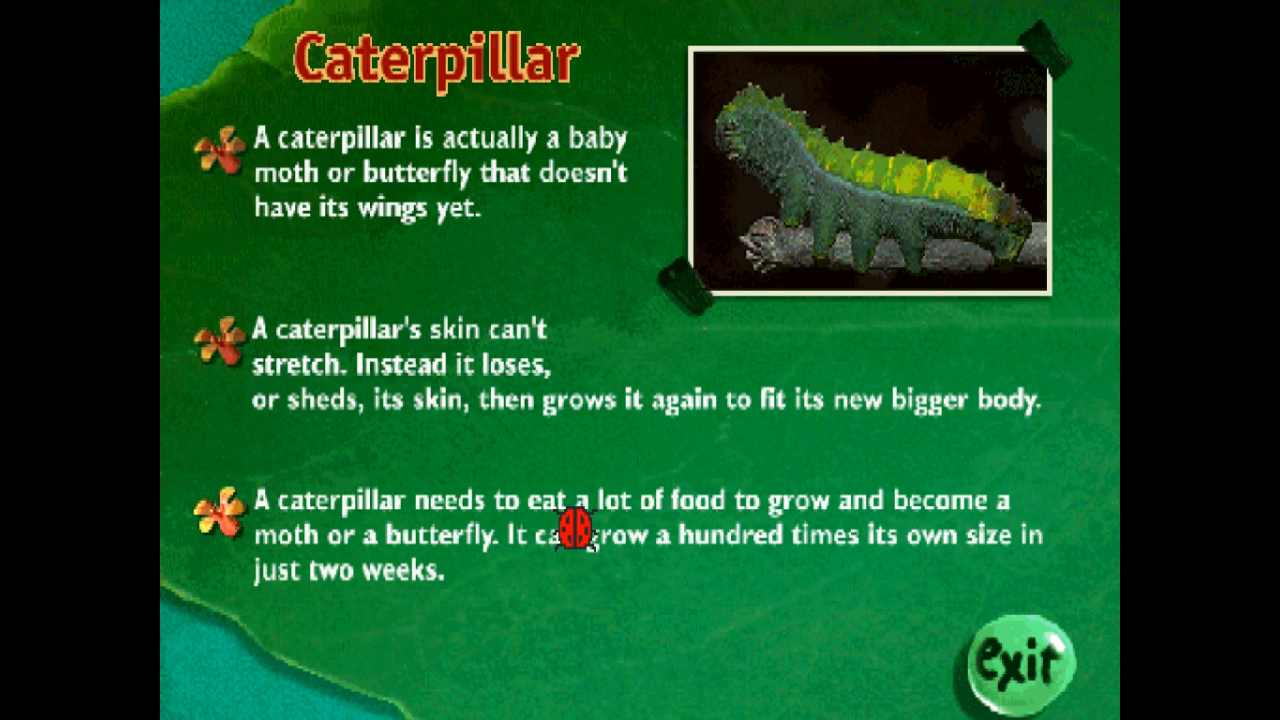 Caterpillar
A caterpillar is actually a baby
moth or butterfly that doesn't
have its wings yet.
A caterpillar's skin can't
stretch. Instead it loses,
or sheds, its skin, then grows it again to fit its new bigger body.
A caterpillar needs to eat a lot of food to grow and become a
moth or a butterfly. It can grow a hundred times its own size in
just two weeks.
exit